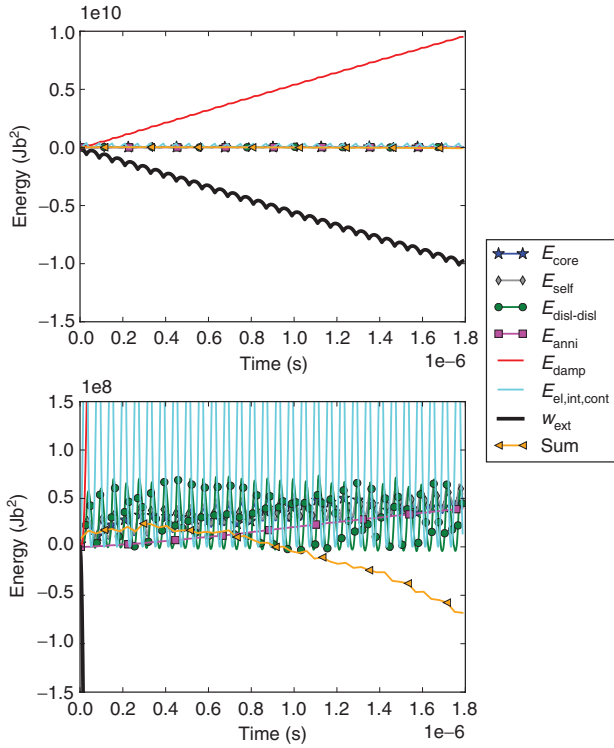 1e10
1.0
0.5
0.0
−0.5
−1.0
−1.5
Energy (Jb²)
0.0 0.2 0.4 0.6 0.8 1.0 1.2 1.4 1.6 1.8
Time (s)
1e−6
E_core
E_self
E_disl-disl
E_anni
E_damp
E_el,int,cont
w_ext
Sum
1e8
1.5
1.0
0.5
0.0
−0.5
−1.0
−1.5
Energy (Jb²)
0.0 0.2 0.4 0.6 0.8 1.0 1.2 1.4 1.6 1.8
Time (s)
1e−6